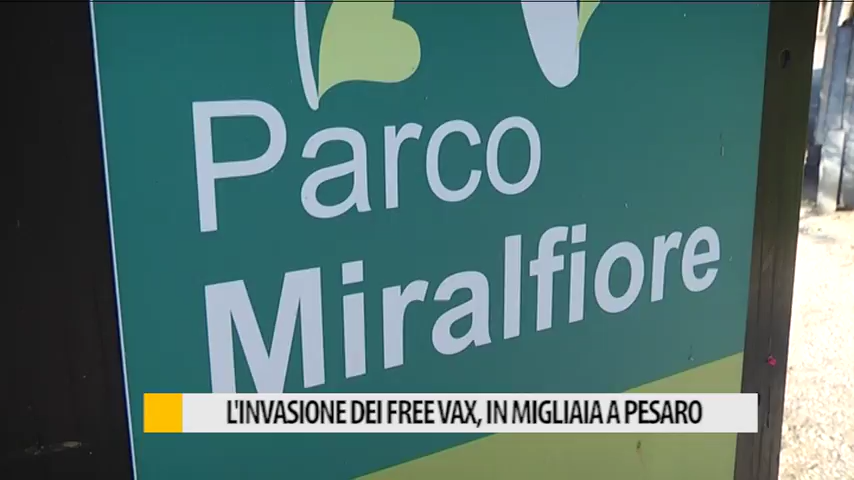 Parco
Miralfiore
L'INVASIONE DEI FREE VAX, IN MIGLIAIA A PESARO